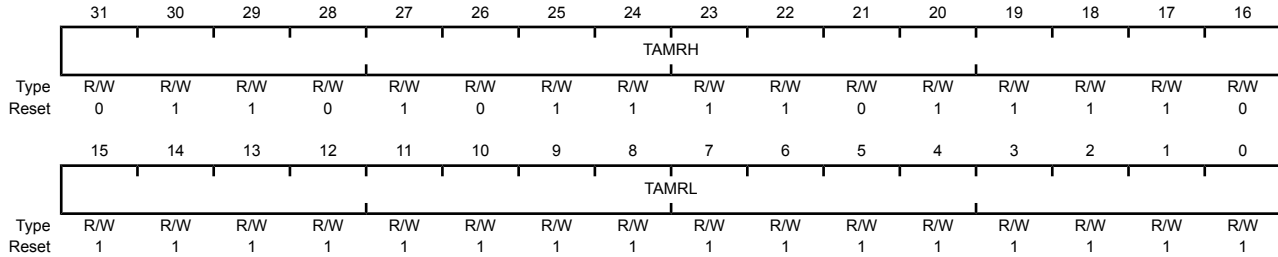 31 30 29 28 27 26 25 24 23 22 21 20 19 18 17 16
TAMRH
Type R/W R/W R/W R/W R/W R/W R/W R/W R/W R/W R/W R/W R/W R/W R/W R/W
Reset 0 1 1 0 1 0 1 1 1 1 0 1 1 1 1 0
15 14 13 12 11 10 9 8 7 6 5 4 3 2 1 0
TAMRL
Type R/W R/W R/W R/W R/W R/W R/W R/W R/W R/W R/W R/W R/W R/W R/W R/W
Reset 1 1 1 1 1 1 1 1 1 1 1 1 1 1 1 1